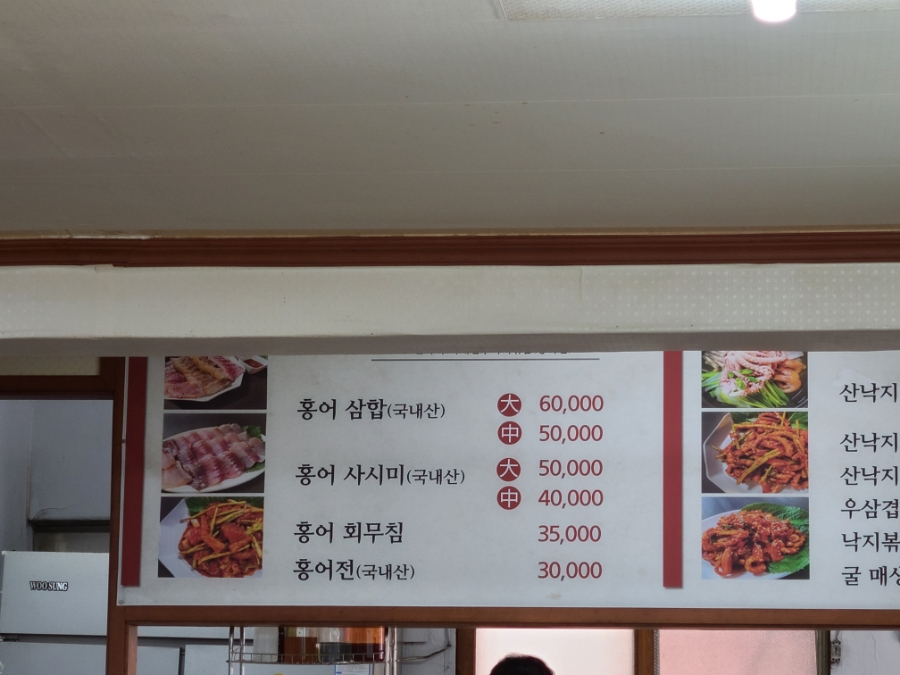 홍어 삼합(국내산) 大 60,000
中 50,000
홍어 사시미(국내산) 大 50,000
中 40,000
홍어 회무침 35,000
홍어전(국내산) 30,000
산낙지
산낙지
산낙지
우삼겹
낙지볶
굴 매생
WOOSUNG